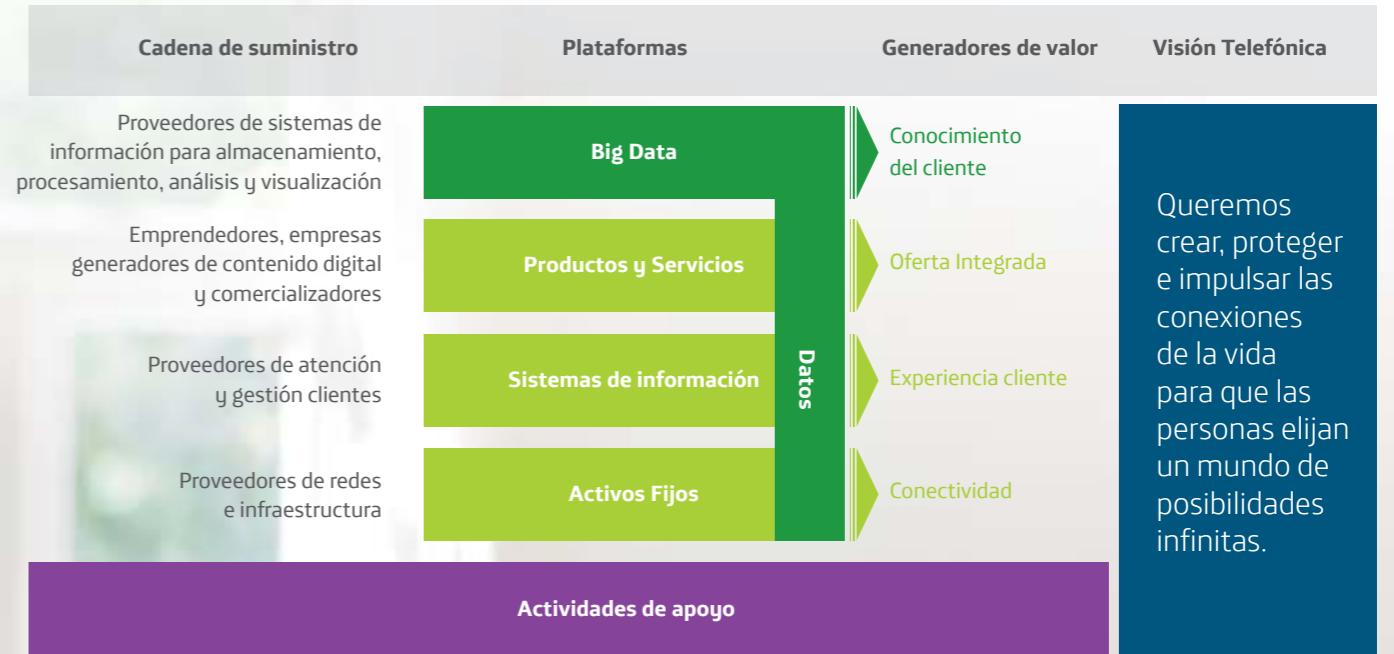 Cadena de suministro
Plataformas
Generadores de valor
Visión Telefónica
Proveedores de sistemas de
información para almacenamiento,
procesamiento, análisis y visualización
Big Data
Conocimiento
del cliente
Emprendedores, empresas
generadores de contenido digital
y comercializadores
Productos y Servicios
Oferta Integrada
Proveedores de atención
y gestión clientes
Sistemas de información
Experiencia cliente
Proveedores de redes
e infraestructura
Activos Fijos
Conectividad
Datos
Queremos
crear, proteger
e impulsar las
conexiones
de la vida
para que las
personas elijan
un mundo de
posibilidades
infinitas.
Actividades de apoyo